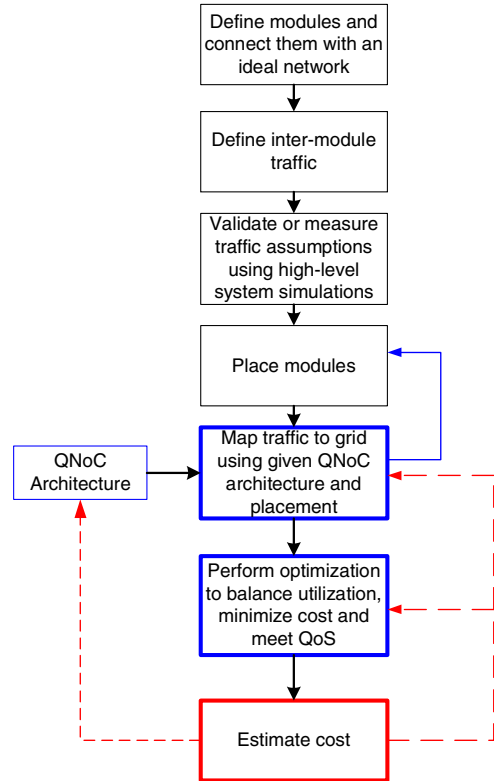 Define modules and
connect them with an
ideal network
Define inter-module
traffic
Validate or measure
traffic assumptions
using high-level
system simulations
Place modules
QNoC
Architecture
Map traffic to grid
using given QNoC
architecture and
placement
Perform optimization
to balance utilization,
minimize cost and
meet QoS
Estimate cost